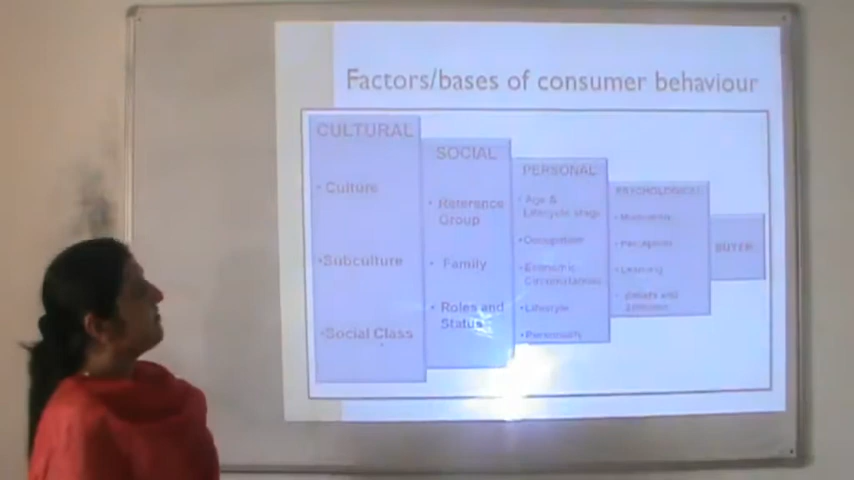 Factors/bases of consumer behaviour
CULTURAL
• Culture
•Subculture
•Social Class
SOCIAL
• Reference
Group
• Family
• Roles and
Status
PERSONAL
• Age &
Lifecycle stage
•Occupation
•Economic
Circumstances
•Lifestyle
•Personality
PSYCHOLOGICAL
• Motivation
•Perception
•Learning
• Beliefs and
BUYER